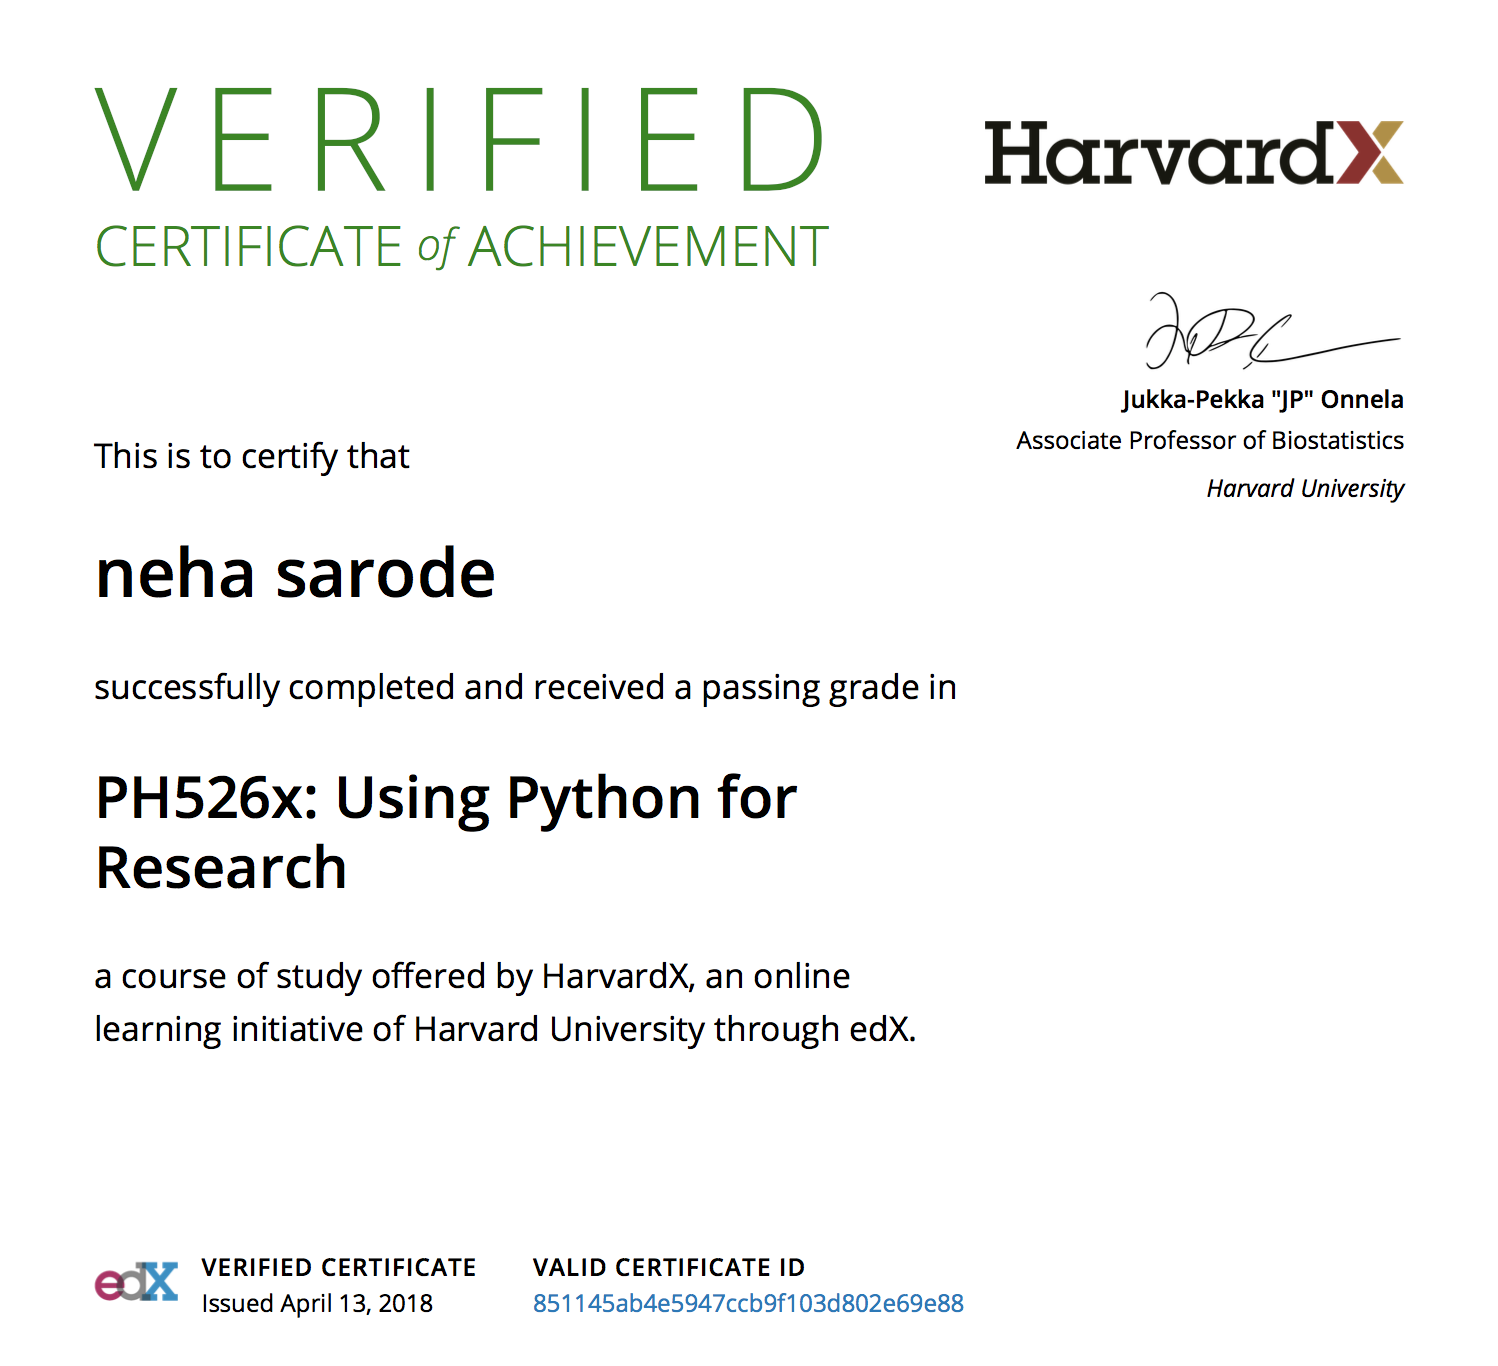 VERIFIED
CERTIFICATE of ACHIEVEMENT
HarvardX
Jukka-Pekka "JP" Onnela
Associate Professor of Biostatistics
Harvard University
This is to certify that
neha sarode
successfully completed and received a passing grade in
PH526x: Using Python for
Research
a course of study offered by HarvardX, an online
learning initiative of Harvard University through edX.
edX
VERIFIED CERTIFICATE
Issued April 13, 2018
VALID CERTIFICATE ID
851145ab4e5947ccb9f103d802e69e88